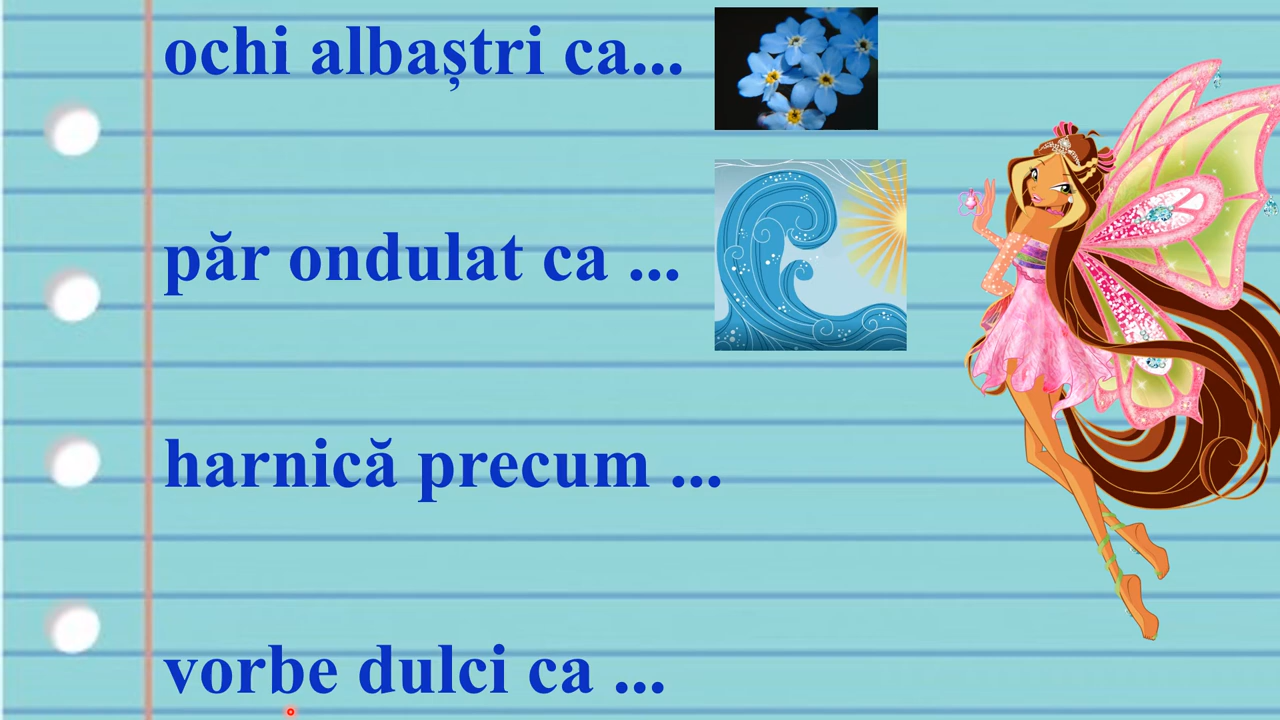 ochi albaștri ca...
păr ondulat ca ...
harnică precum ...
vorbe dulci ca ...